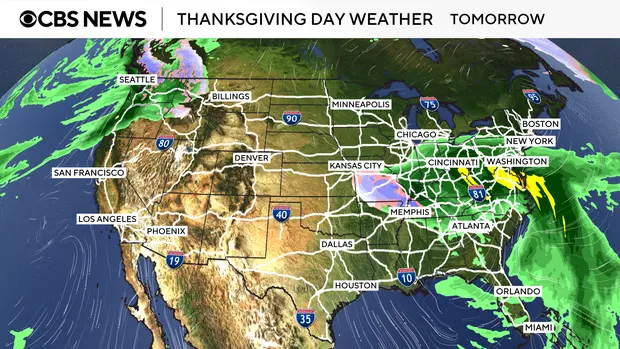 CBS NEWS THANKSGIVING DAY WEATHER TOMORROW
SEATTLE
BILLINGS
MINNEAPOLIS
75
95
90
BOSTON
CHICAGO
NEW YORK
80
DENVER
KANSAS CITY
CINCINNATI
WASHINGTON
SAN FRANCISCO
81
LOS ANGELES
40
MEMPHIS
PHOENIX
ATLANTA
DALLAS
19
10
HOUSTON
ORLANDO
35
MIAMI